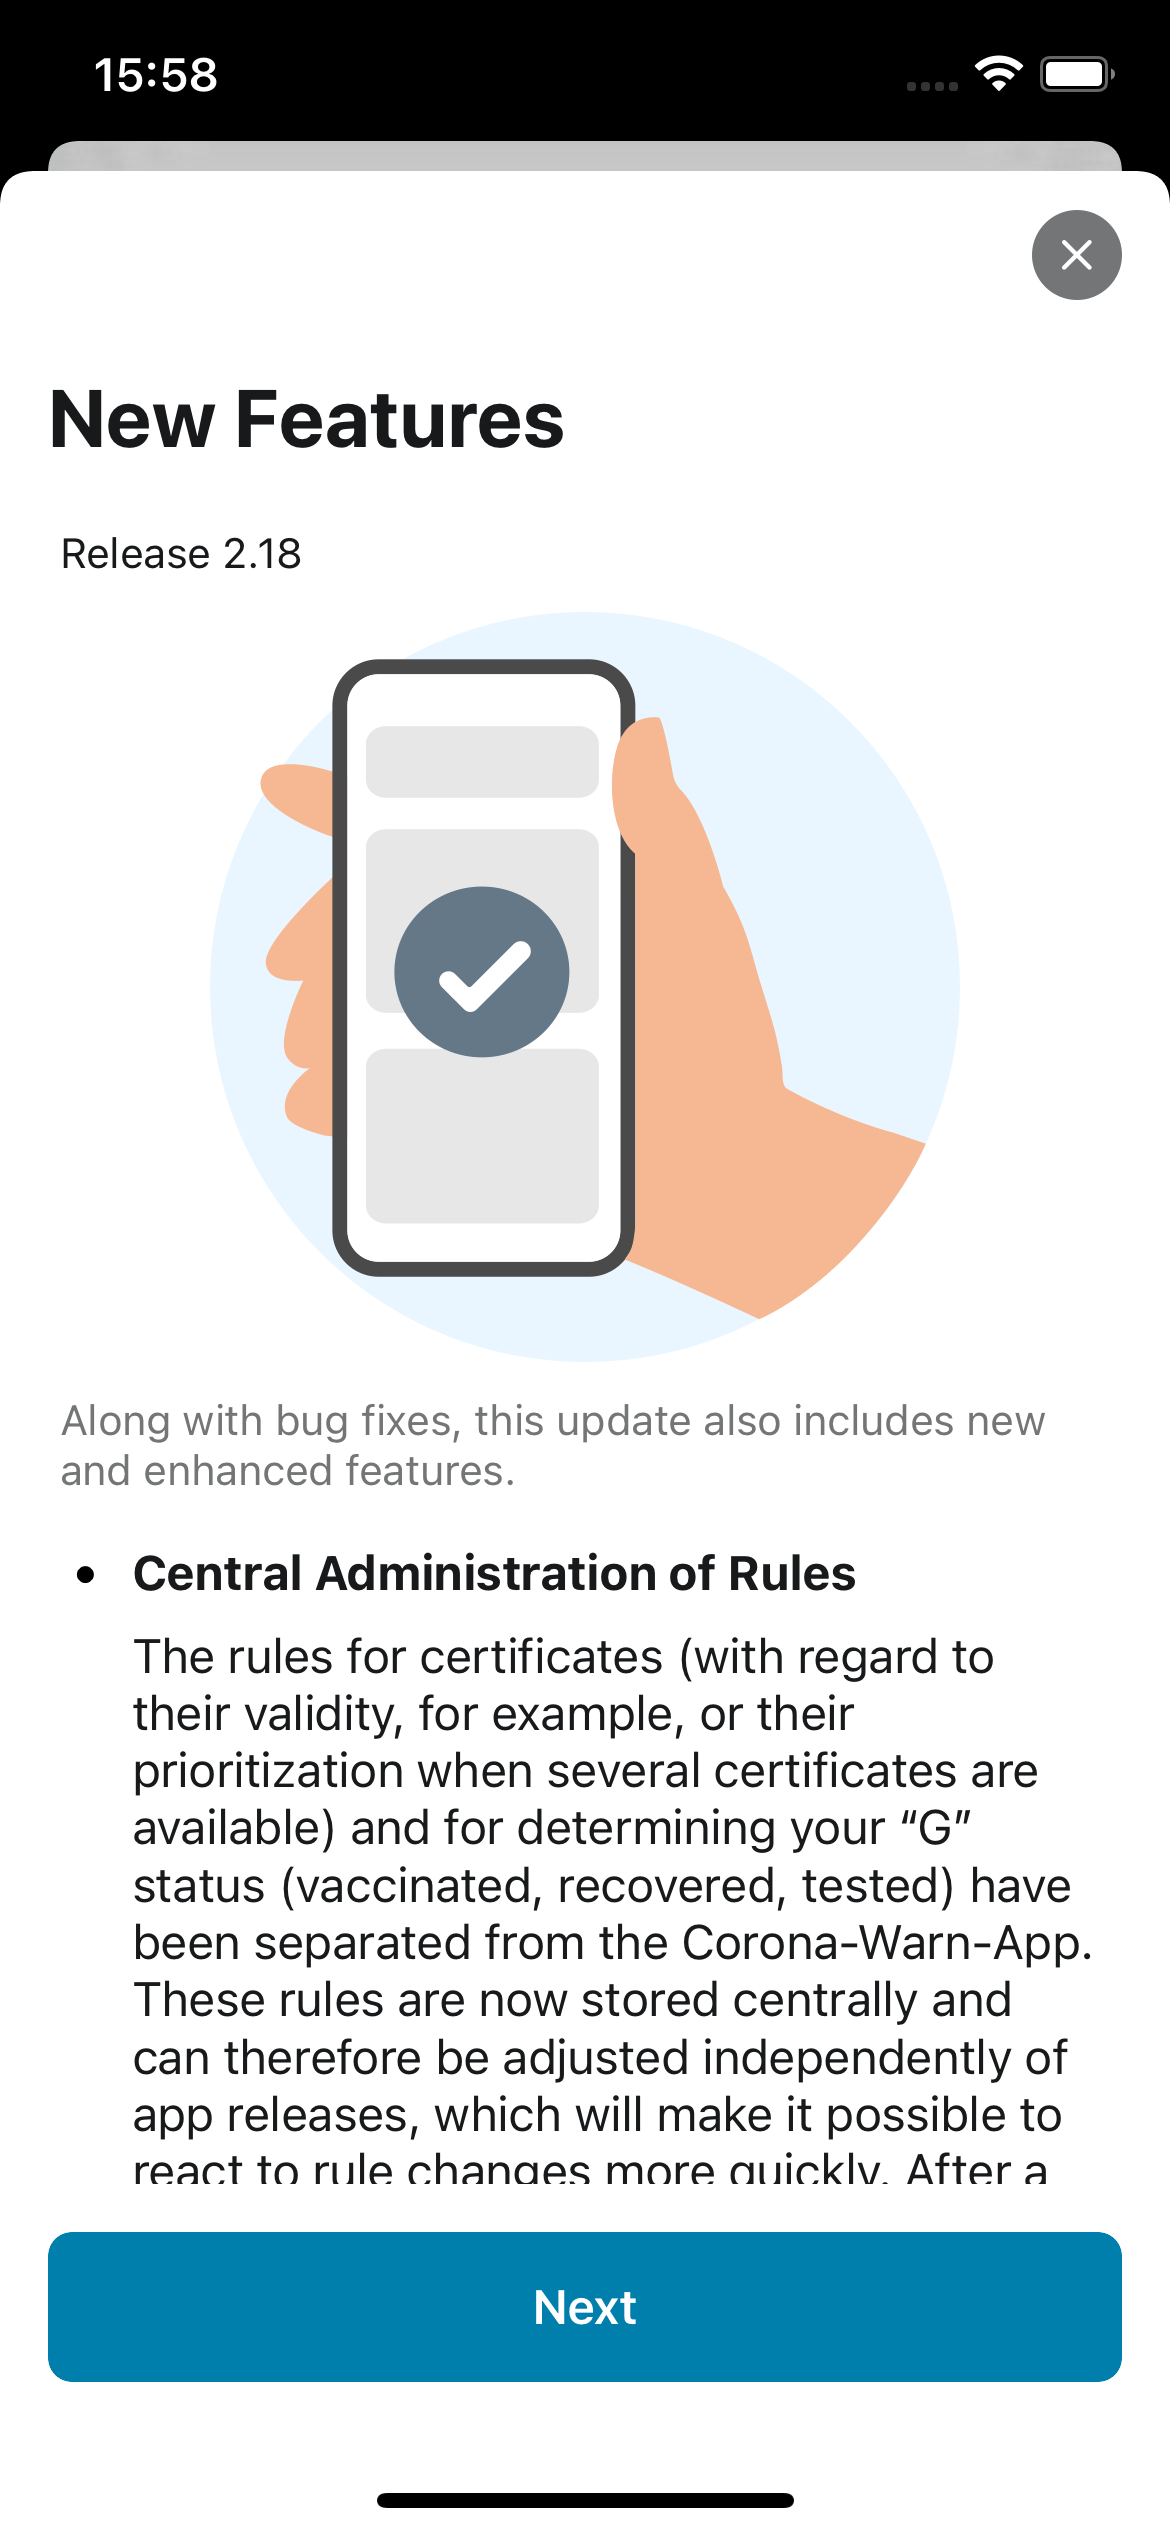 15:58
New Features
Release 2.18
Along with bug fixes, this update also includes new
and enhanced features.
• Central Administration of Rules
The rules for certificates (with regard to
their validity, for example, or their
prioritization when several certificates are
available) and for determining your “G”
status (vaccinated, recovered, tested) have
been separated from the Corona-Warn-App.
These rules are now stored centrally and
can therefore be adjusted independently of
app releases, which will make it possible to
react to rule changes more quickly. After a
Next